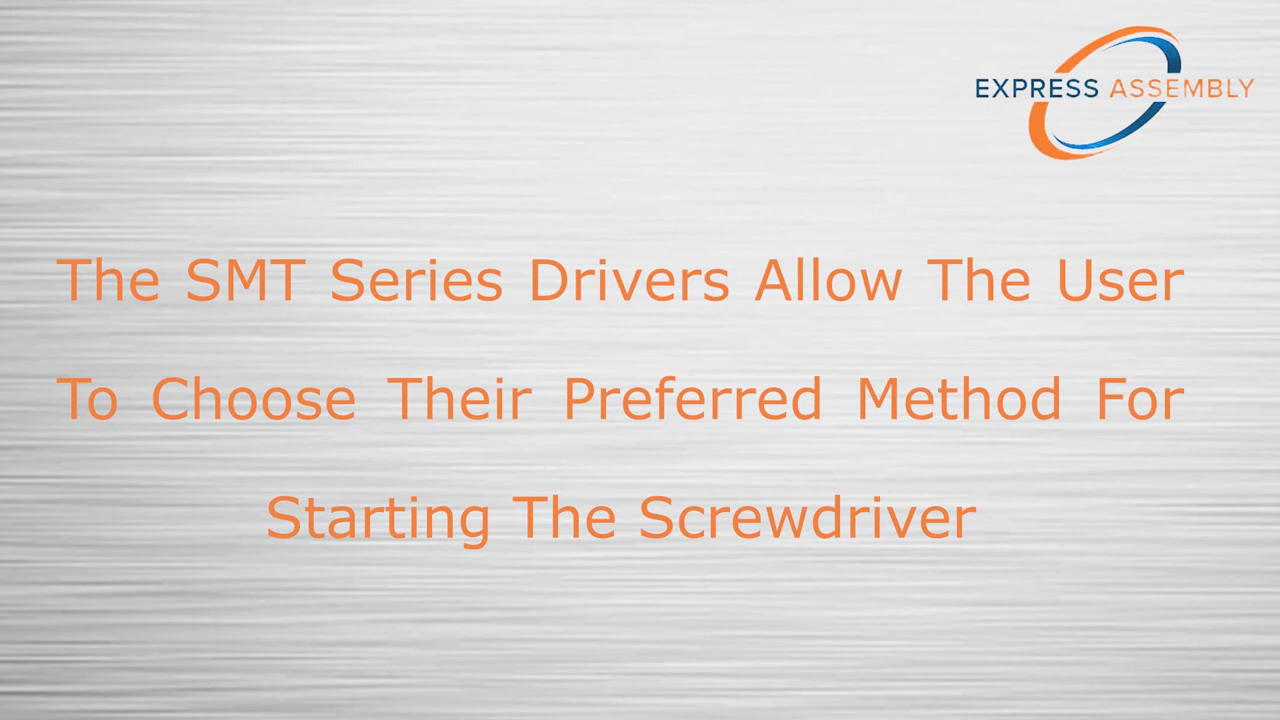 EXPRESS ASSEMBLY
The SMT Series Drivers Allow The User
To Choose Their Preferred Method For
Starting The Screwdriver